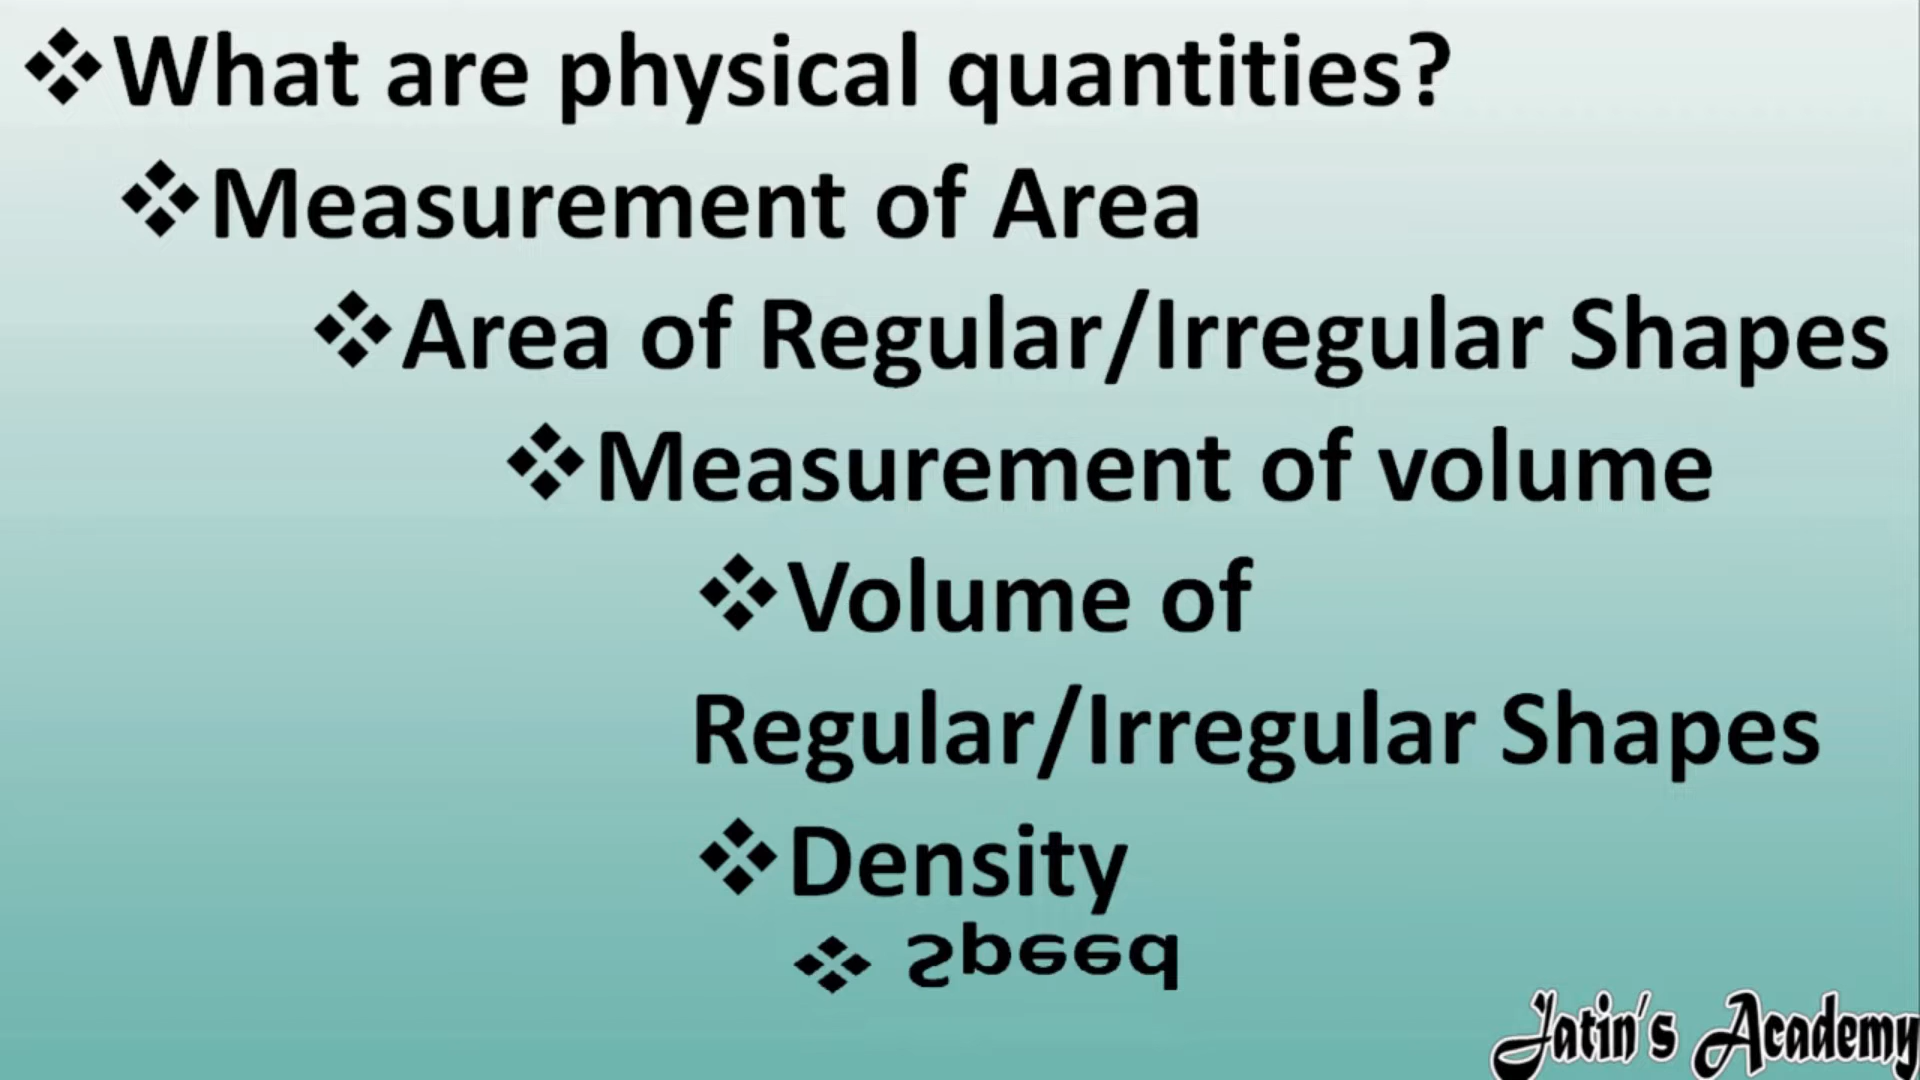 ❖What are physical quantities?
❖Measurement of Area
❖Area of Regular/Irregular Shapes
❖Measurement of volume
❖Volume of
Regular/Irregular Shapes
❖Density
❖ Speed
Jatin's Academy